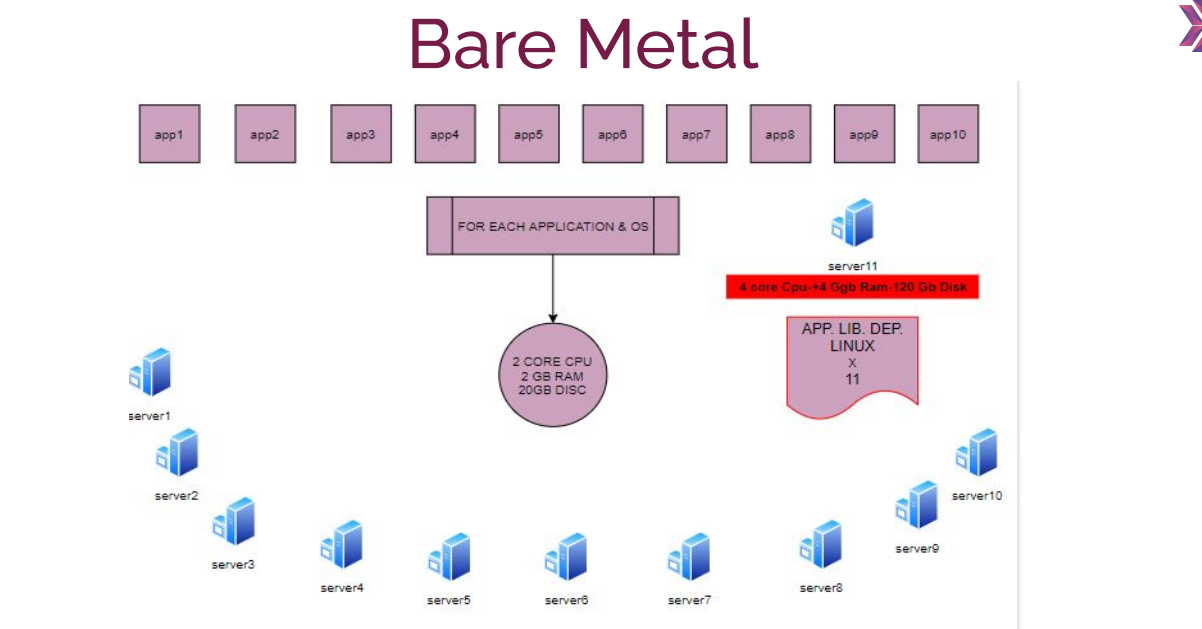 Bare Metal
app1
app2
app3
app4
app5
app6
app7
app8
app9
app10
FOR EACH APPLICATION & OS
server11
4 core Cpu-+4 Ggb Ram-120 Gb Disk
APP. LIB. DEP.
LINUX
X
11
2 CORE CPU
2 GB RAM
20GB DISC
server1
server2
server3
server4
server5
server6
server7
server8
server9
server10